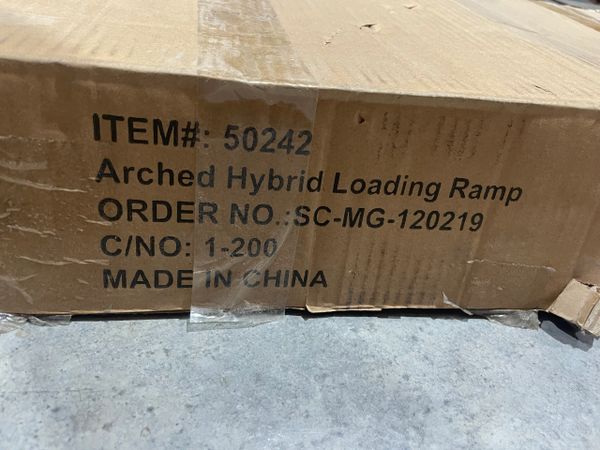 ITEM#: 50242
Arched Hybrid Loading Ramp
ORDER NO.:SC-MG-120219
C/NO: 1-200
MADE IN CHINA